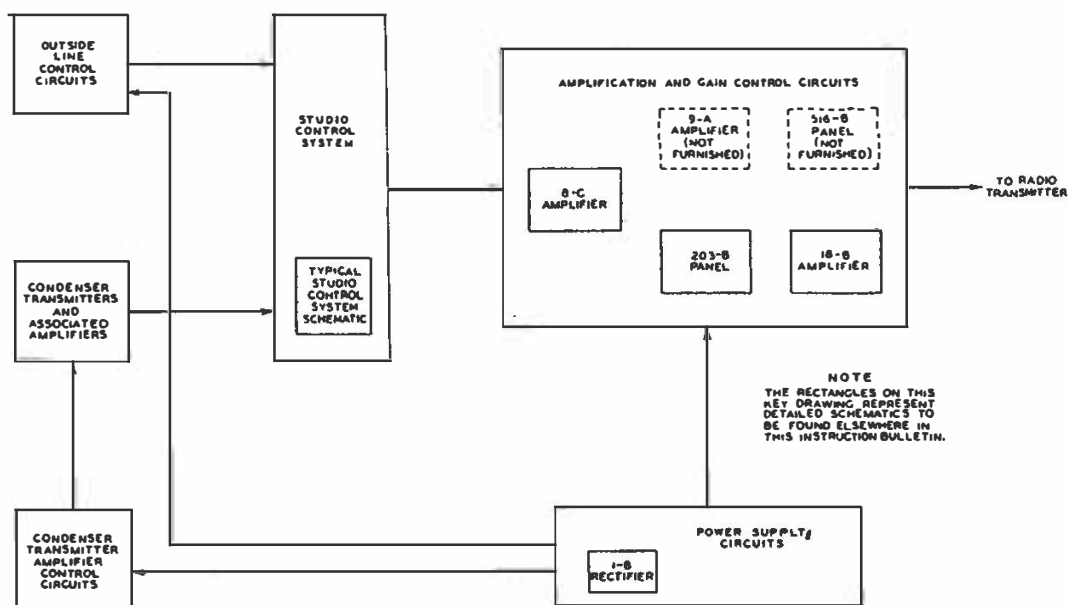 OUTSIDE
LINE
CONTROL
CIRCUITS
STUDIO
CONTROL
SYSTEM
TYPICAL
STUDIO
CONTROL
SYSTEM
SCHEMATIC
CONDENSER
TRANSMITTERS
AND
ASSOCIATED
AMPLIFIERS
CONDENSER
TRANSMITTER
AMPLIFIER
CONTROL
CIRCUITS
AMPLIFICATION AND GAIN CONTROL CIRCUITS
9-A
AMPLIFIER
(NOT
FURNISHED)
516-B
PANEL
(NOT
FURNISHED)
8-C
AMPLIFIER
203-B
PANEL
18-B
AMPLIFIER
TO RADIO
TRANSMITTER
NOTE
THE RECTANGLES ON THIS
KEY DRAWING REPRESENT
DETAILED SCHEMATICS TO
BE FOUND ELSEWHERE IN
THIS INSTRUCTION BULLETIN.
POWER SUPPLY
CIRCUITS
1-B
RECTIFIER